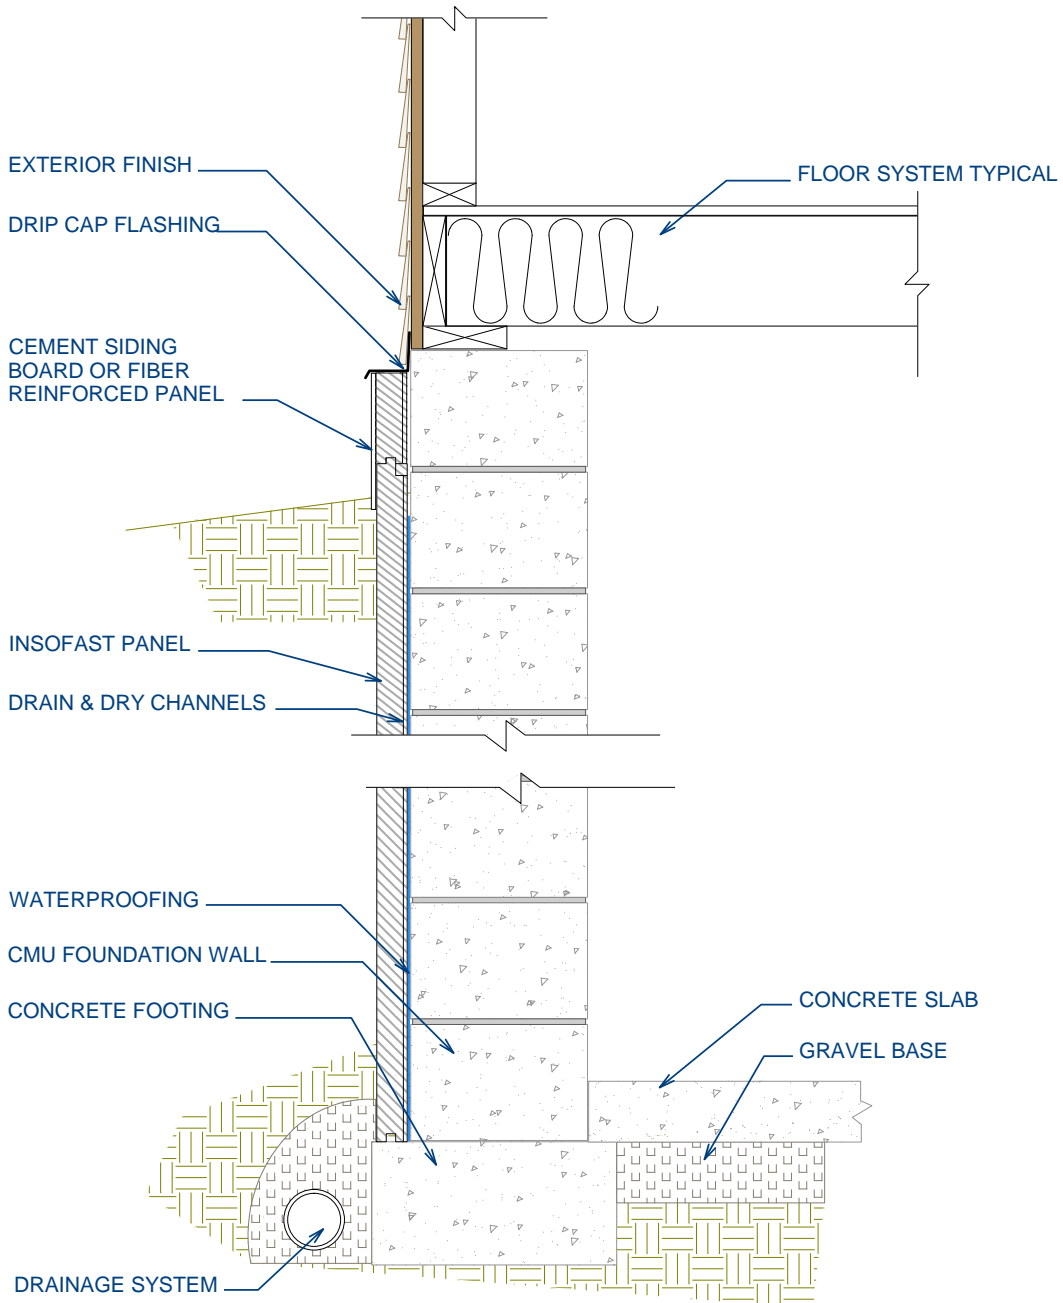 EXTERIOR FINISH
FLOOR SYSTEM TYPICAL
DRIP CAP FLASHING
CEMENT SIDING
BOARD OR FIBER
REINFORCED PANEL
INSOFAST PANEL
DRAIN & DRY CHANNELS
WATERPROOFING
CMU FOUNDATION WALL
CONCRETE FOOTING
CONCRETE SLAB
GRAVEL BASE
DRAINAGE SYSTEM